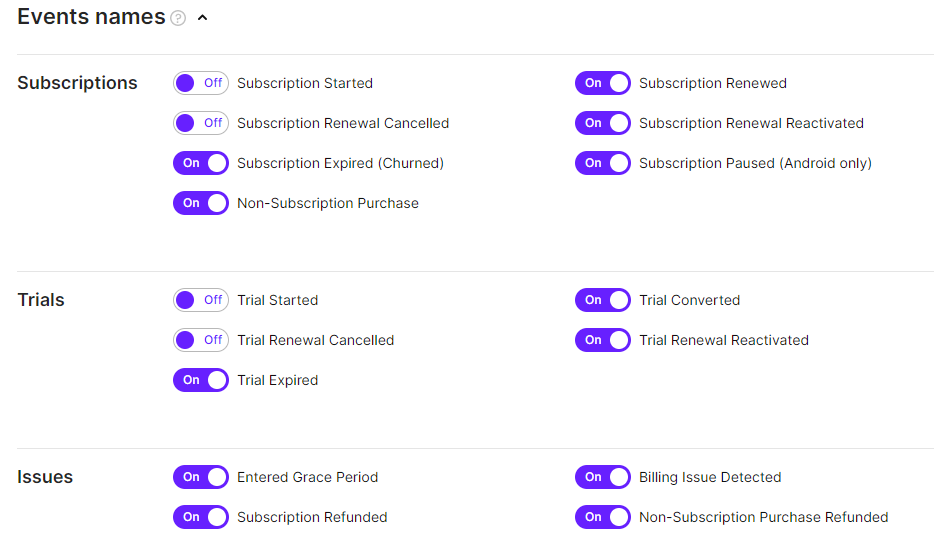 Events names ?
Subscriptions Off Subscription Started On Subscription Renewed
Off Subscription Renewal Cancelled On Subscription Renewal Reactivated
On Subscription Expired (Churned) On Subscription Paused (Android only)
On Non-Subscription Purchase
Trials Off Trial Started On Trial Converted
Off Trial Renewal Cancelled On Trial Renewal Reactivated
On Trial Expired
Issues On Entered Grace Period On Billing Issue Detected
On Subscription Refunded On Non-Subscription Purchase Refunded